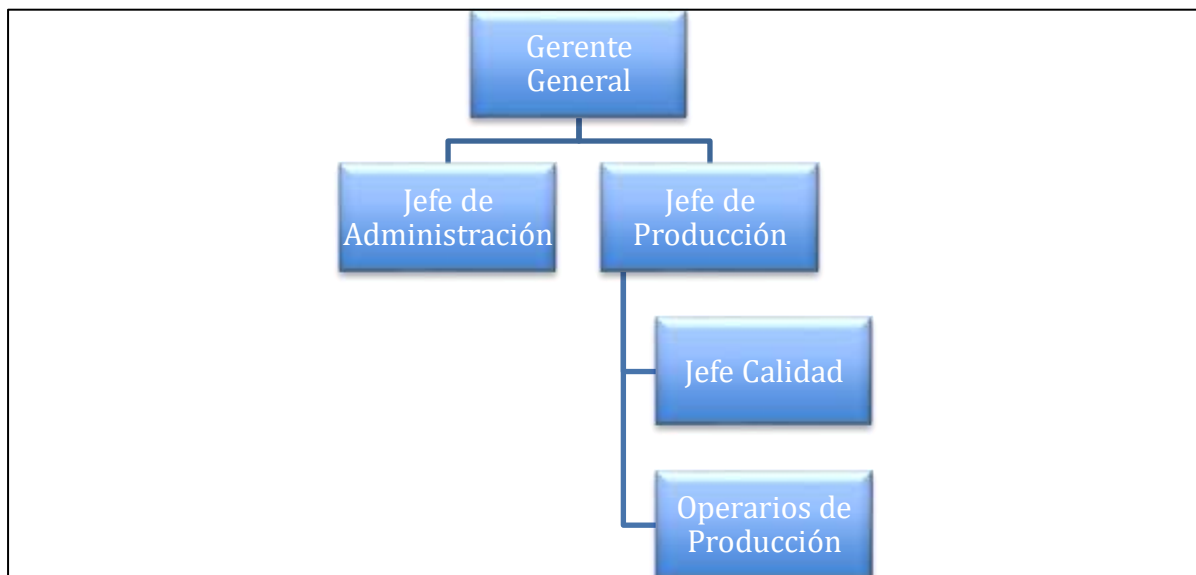 Gerente
General
Jefe de
Administración
Jefe de
Producción
Jefe Calidad
Operarios de
Producción